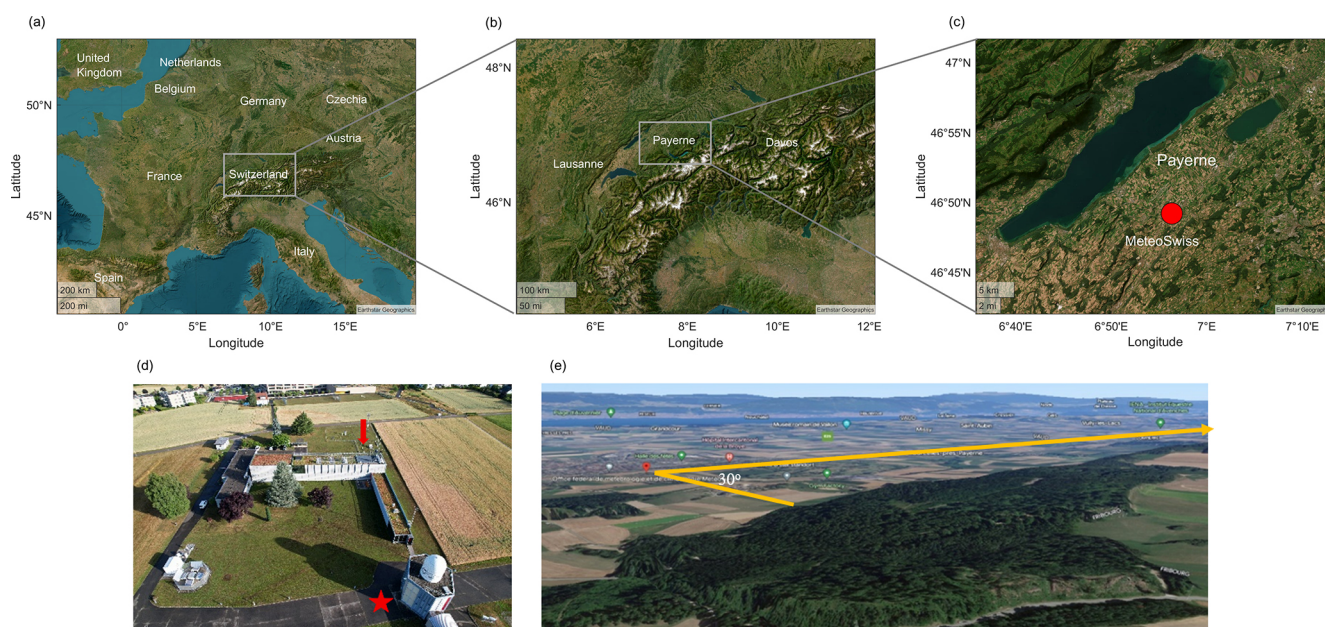 (a)
United
Kingdom
Netherlands
Belgium
Germany
Czechia
Austria
France
Switzerland
Italy
Spain
200 km
200 mi
Earthstar Geographics
50°N
45°N
Latitude
0°
5°E
10°E
15°E
Longitude
(b)
Payerne
Davos
Lausanne
100 km
50 mi
Earthstar Geographics
48°N
46°N
Latitude
6°E
8°E
10°E
12°E
Longitude
(c)
Payerne
MeteoSwiss
5 km
2 mi
Earthstar Geograph
47°N
46°55'N
46°50'N
46°45'N
Latitude
6°40'E
6°50'E
7°E
7°10'E
Longitude
(d)
(e)
30°
FRIBOURG
FRIBOURG